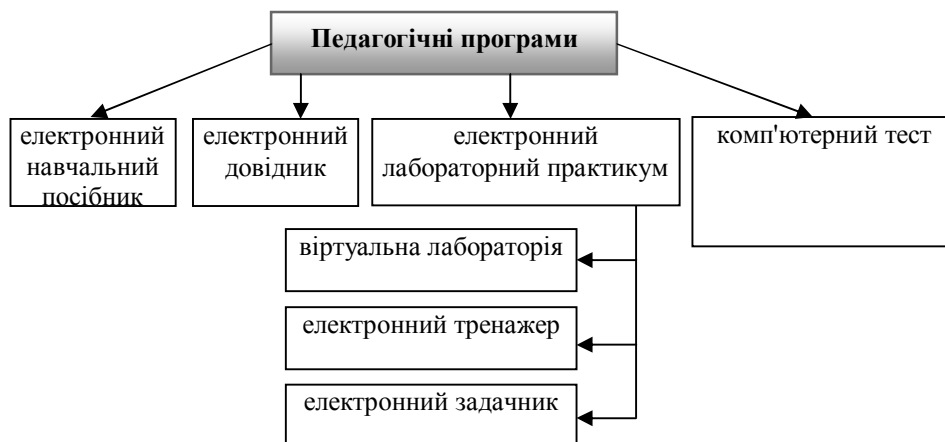 Педагогічні програми
електронний
навчальний
посібник
електронний
довідник
електронний
лабораторний практикум
комп'ютерний тест
віртуальна лабораторія
електронний тренажер
електронний задачник